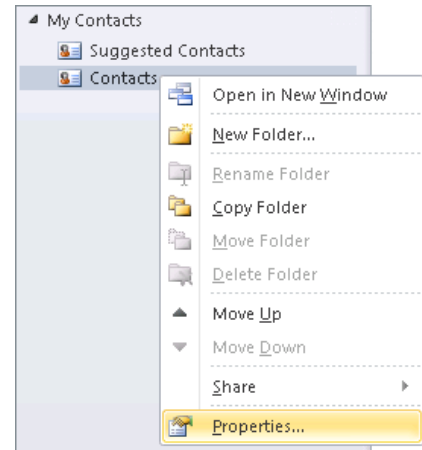 My Contacts
Suggested Contacts
Contacts
Open in New Window
New Folder...
Rename Folder
Copy Folder
Move Folder
Delete Folder
Move Up
Move Down
Share
Properties...